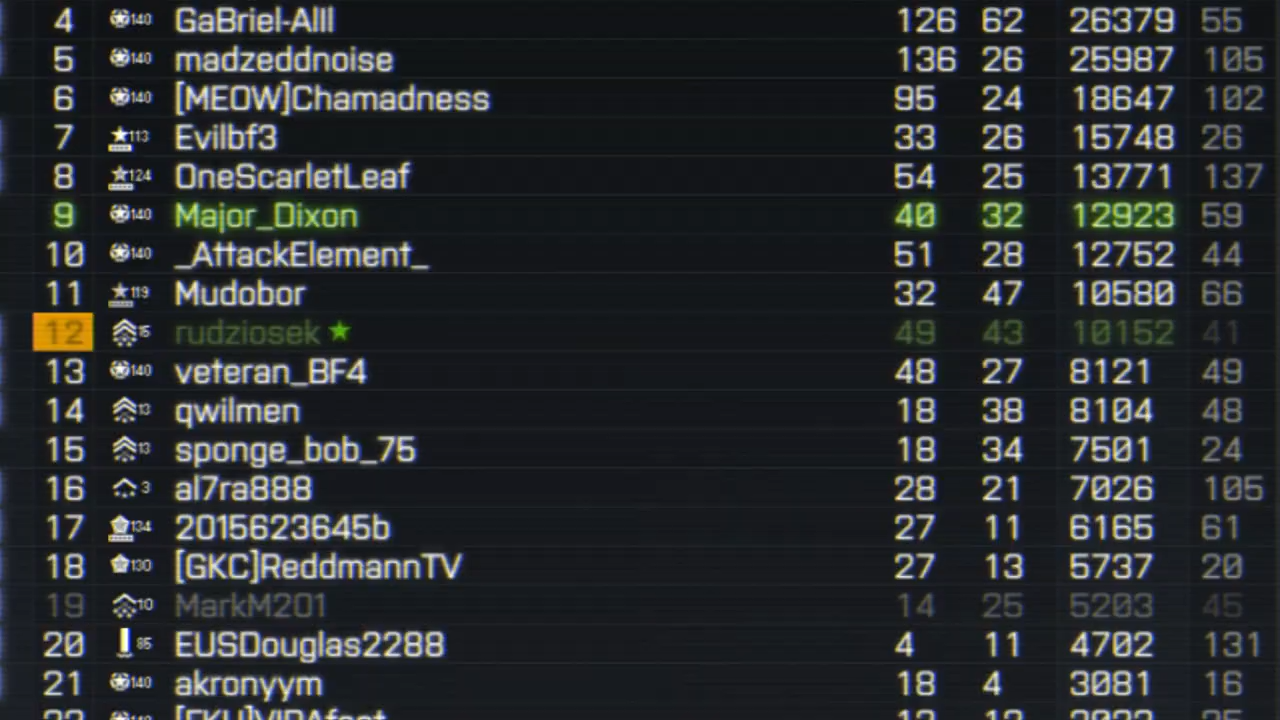 4 140 GaBriel-Alll 126 62 26379 55
5 140 madzeddnoise 136 26 25987 105
6 140 [MEOW]Chamadness 95 24 18647 102
7 113 Evilbf3 33 26 15748 26
8 124 OneScarletLeaf 54 25 13771 137
9 140 Major_Dixon 40 32 12923 59
10 140 _AttackElement_ 51 28 12752 44
11 119 Mudobor 32 47 10580 66
12 15 rudziosek 49 43 10152 41
13 140 veteran_BF4 48 27 8121 49
14 13 qwilmen 18 38 8104 48
15 13 sponge_bob_75 18 34 7501 24
16 3 al7ra888 28 21 7026 105
17 134 2015623645b 27 11 6165 61
18 130 [GKC]ReddmannTV 27 13 5737 20
19 10 MarkM201 14 25 5203 45
20 85 EUSDouglas2288 4 11 4702 131
21 140 akronyym 18 4 3081 16